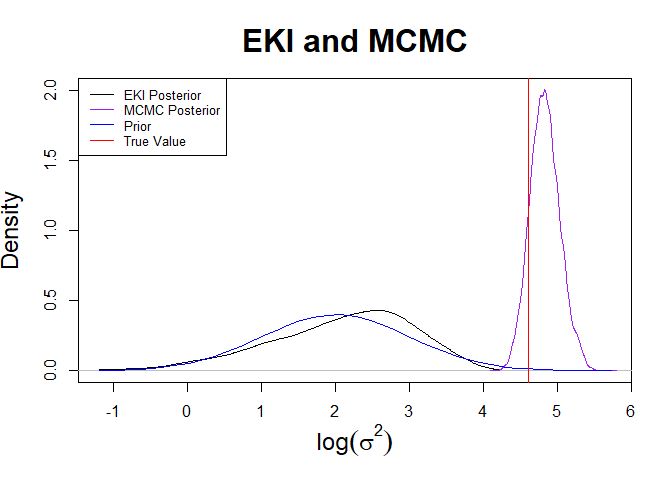 EKI and MCMC
EKI Posterior
MCMC Posterior
Prior
True Value
Density
0.0 0.5 1.0 1.5 2.0
-1 0 1 2 3 4 5 6
log(σ²)